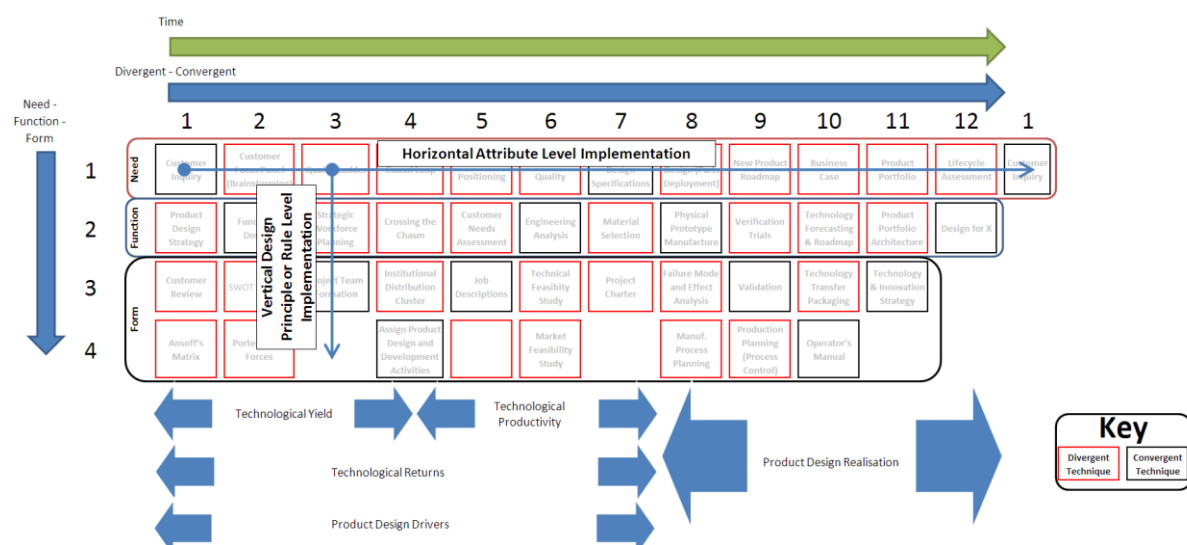 Time
Divergent - Convergent
Need -
Function -
Form
1 2 3 4 5 6 7 8 9 10 11 12 1
1
Need
Customer
Inquiry
Customer
(Brainstorming)
Horizontal Attribute Level Implementation
Positioning
Quality
Design
Specifications
Deployment)
New Product
Roadmap
Business
Case
Product
Portfolio
Lifecycle
Assessment
Customer
Inquiry
2
Function
Product
Design
Strategy
Strategic
Workforce
Planning
Crossing the
Chasm
Customer
Needs
Assessment
Engineering
Analysis
Material
Selection
Physical
Prototype
Manufacture
Verification
Trials
Technology
Forecasting
& Roadmap
Product
Portfolio
Architecture
Design for X
Vertical Design
Principle or Rule Level
Implementation
3
Form
Customer
Review
SWOT
Project Team
Formation
Institutional
Distribution
Cluster
Job
Descriptions
Technical
Feasibity
Study
Project
Charter
Failure Mode
and Effect
Analysis
Validation
Technology
Transfer
Packaging
Technology
& Innovation
Strategy
4
Ansoff's
Matrix
Forces
Assign Product
Design and
Development
Activities
Market
Feasibility
Study
Manuf.
Process
Planning
Production
Planning
(Process
Control)
Operator's
Manual
Technological Yield
Technological
Productivity
Technological Returns
Product Design Realisation
Product Design Drivers
Key
Divergent
Technique
Convergent
Technique